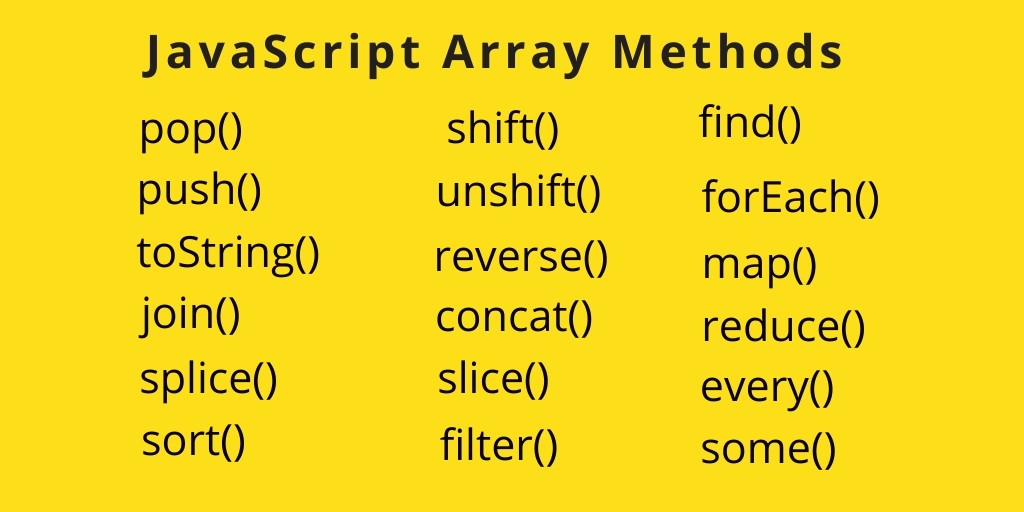 JavaScript Array Methods
pop()
push()
toString()
join()
splice()
sort()
shift()
unshift()
reverse()
concat()
slice()
filter()
find()
forEach()
map()
reduce()
every()
some()